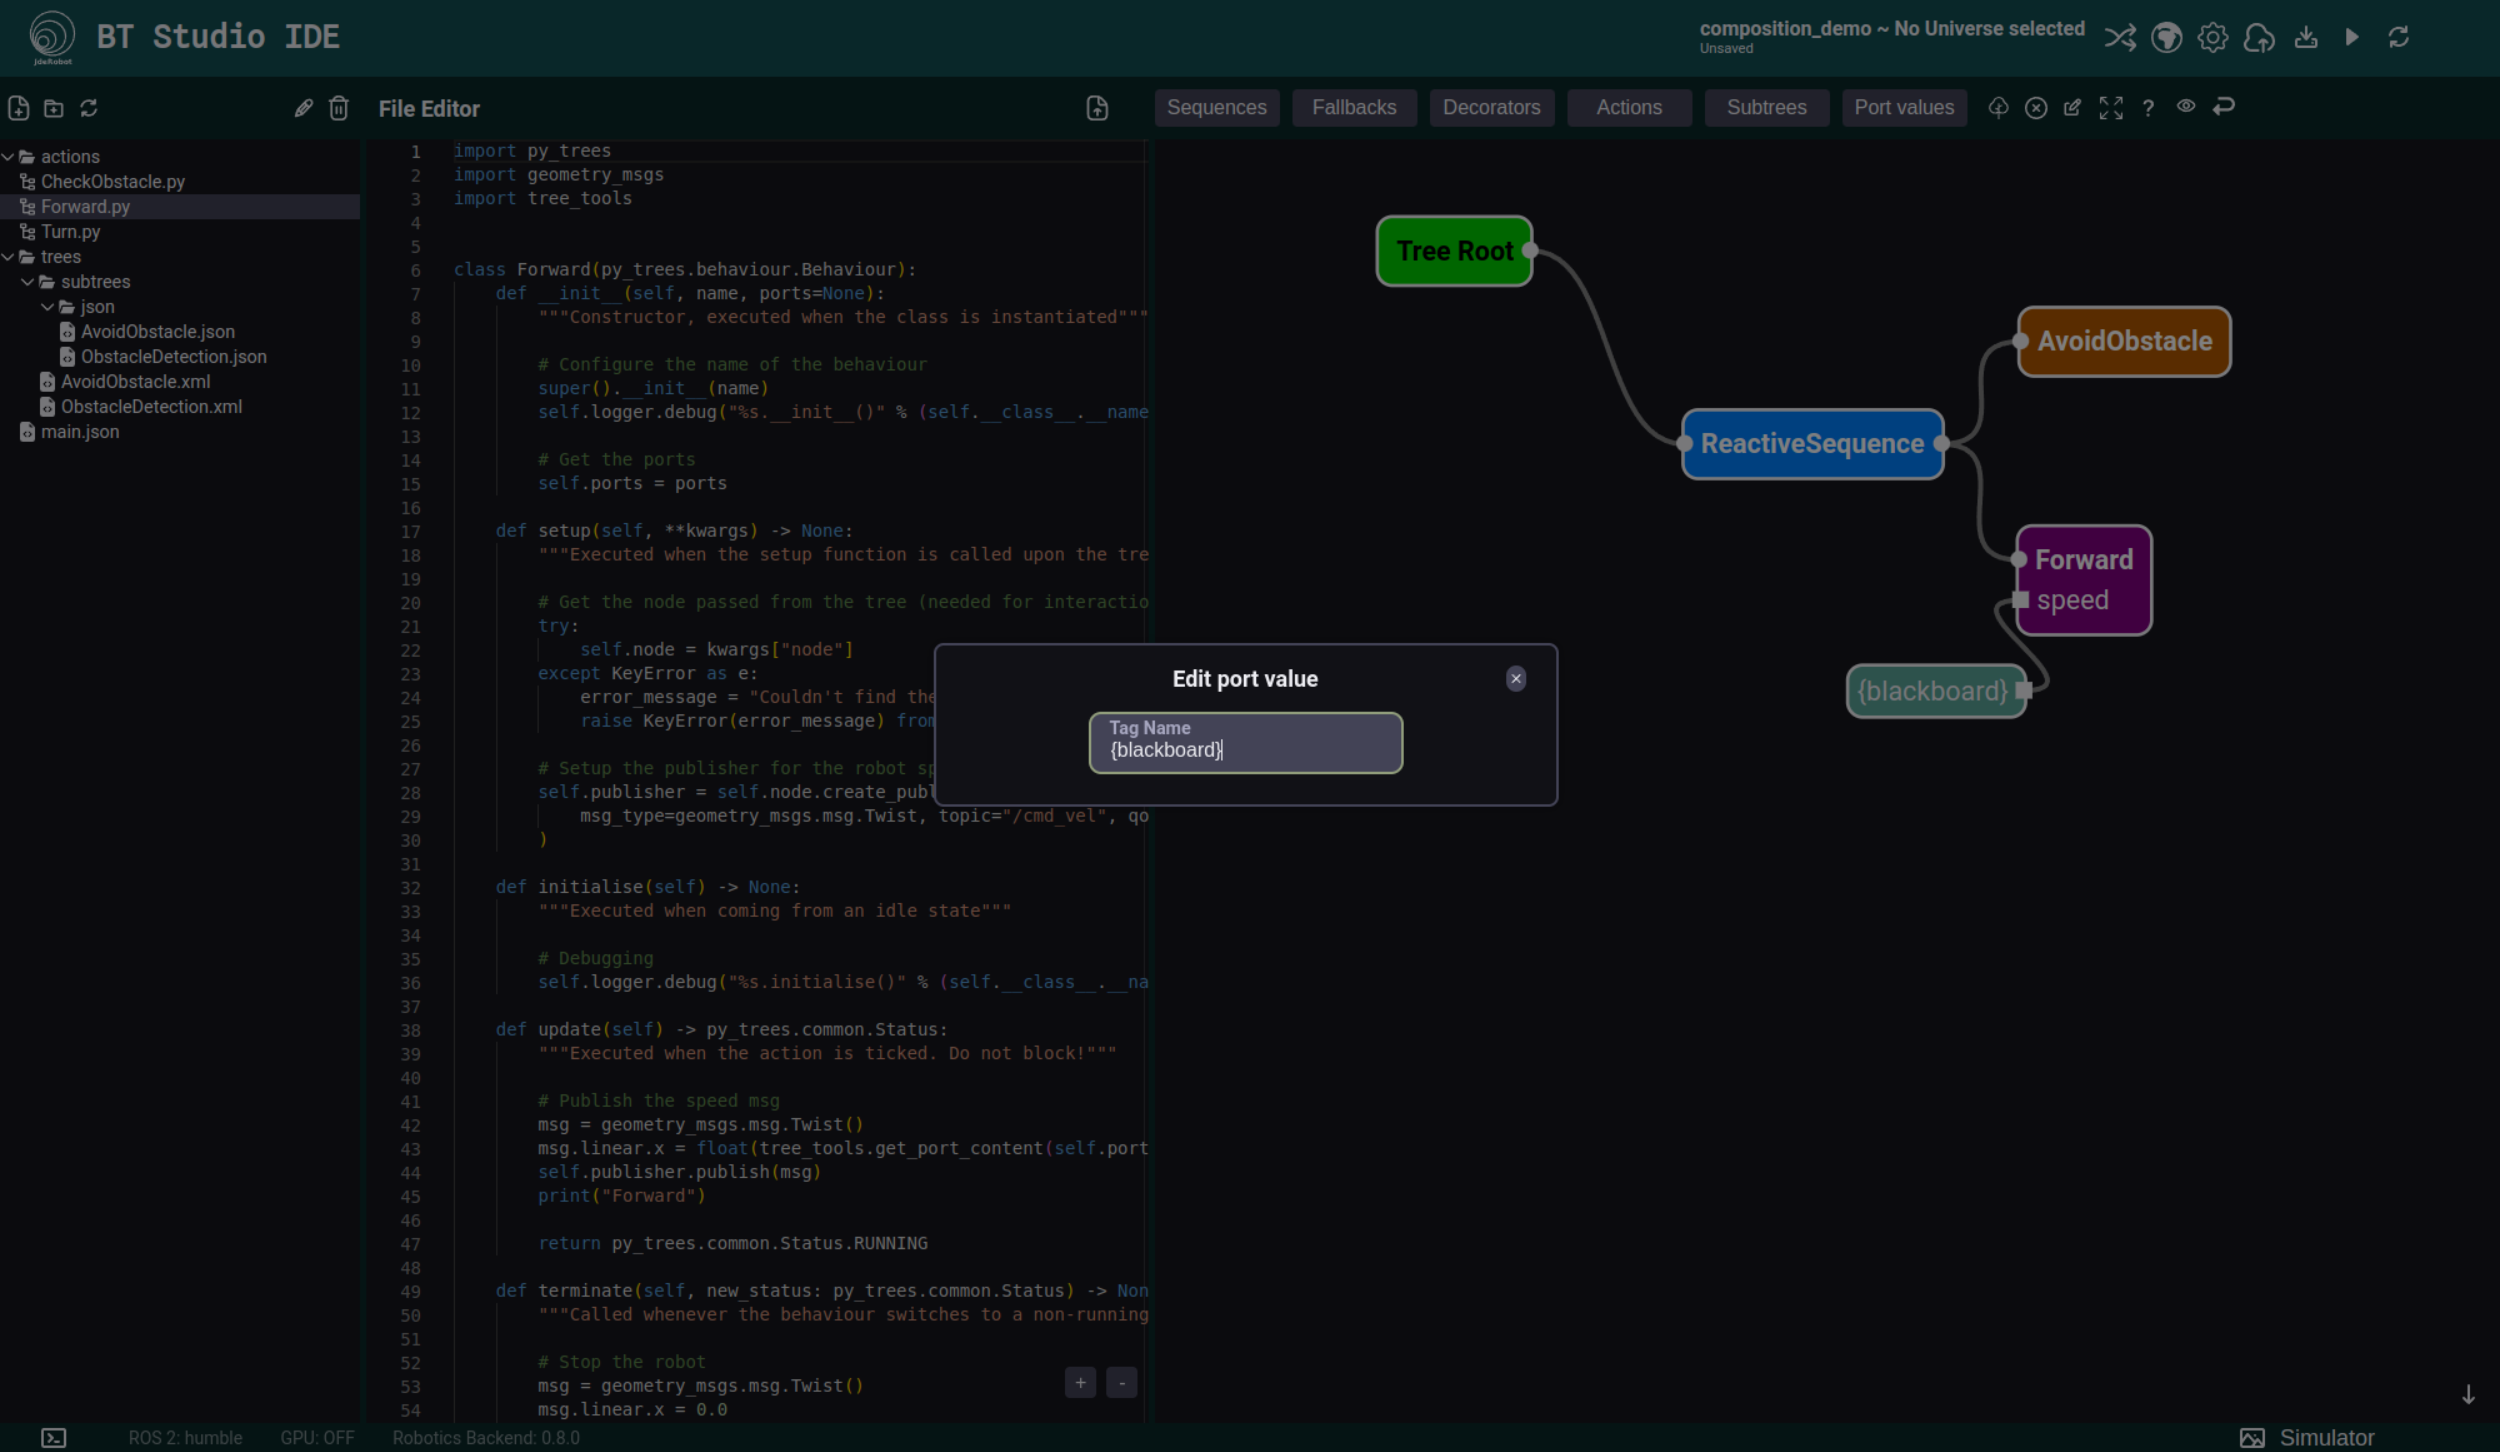 BT Studio IDE
JdeRobot
composition_demo ~ No Universe selected
Unsaved
File Editor
Sequences
Fallbacks
Decorators
Actions
Subtrees
Port values
?
actions
CheckObstacle.py
Forward.py
Turn.py
trees
subtrees
json
AvoidObstacle.json
ObstacleDetection.json
AvoidObstacle.xml
ObstacleDetection.xml
main.json
1 import py_trees
2 import geometry_msgs
3 import tree_tools
4
5
6 class Forward(py_trees.behaviour.Behaviour):
7 def __init__(self, name, ports=None):
8 """Constructor, executed when the class is instantiated"""
9
10 # Configure the name of the behaviour
11 super().__init__(name)
12 self.logger.debug("%s.__init__()" % (self.__class__.__name
13
14 # Get the ports
15 self.ports = ports
16
17 def setup(self, **kwargs) -> None:
18 """Executed when the setup function is called upon the tre
19
20 # Get the node passed from the tree (needed for interactio
21 try:
22 self.node = kwargs["node"]
23 except KeyError as e:
24 error_message = "Couldn't find the
25 raise KeyError(error_message) from
26
27 # Setup the publisher for the robot sp
28 self.publisher = self.node.create_publ
29 msg_type=geometry_msgs.msg.Twist, topic="/cmd_vel", qo
30 )
31
32 def initialise(self) -> None:
33 """Executed when coming from an idle state"""
34
35 # Debugging
36 self.logger.debug("%s.initialise()" % (self.__class__.__na
37
38 def update(self) -> py_trees.common.Status:
39 """Executed when the action is ticked. Do not block!"""
40
41 # Publish the speed msg
42 msg = geometry_msgs.msg.Twist()
43 msg.linear.x = float(tree_tools.get_port_content(self.port
44 self.publisher.publish(msg)
45 print("Forward")
46
47 return py_trees.common.Status.RUNNING
48
49 def terminate(self, new_status: py_trees.common.Status) -> Non
50 """Called whenever the behaviour switches to a non-running
51
52 # Stop the robot
53 msg = geometry_msgs.msg.Twist()
54 msg.linear.x = 0.0
+
-
Edit port value
Tag Name
{blackboard}
Tree Root
AvoidObstacle
ReactiveSequence
Forward
speed
{blackboard}
ROS 2: humble
GPU: OFF
Robotics Backend: 0.8.0
Simulator